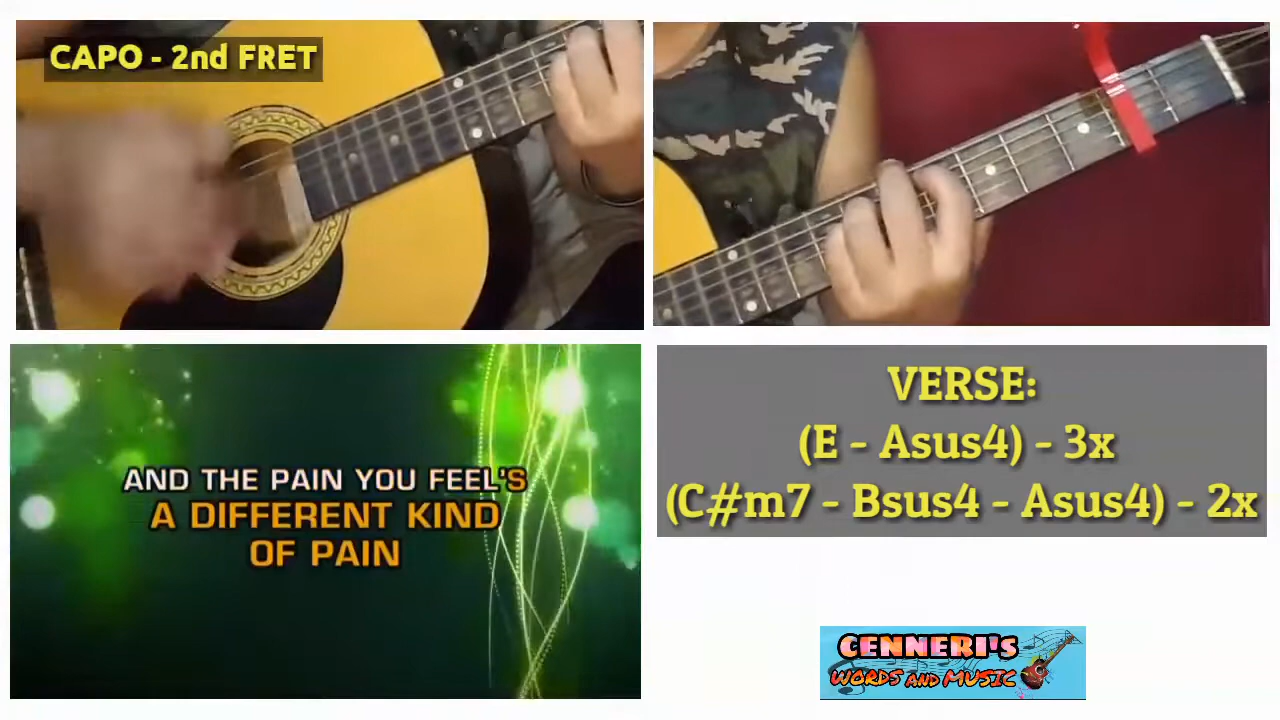 CAPO - 2nd FRET
AND THE PAIN YOU FEEL'S
A DIFFERENT KIND
OF PAIN
VERSE:
(E - Asus4) - 3x
(C#m7 - Bsus4 - Asus4) - 2x
CENNERI's
WORDS AND MUSIC